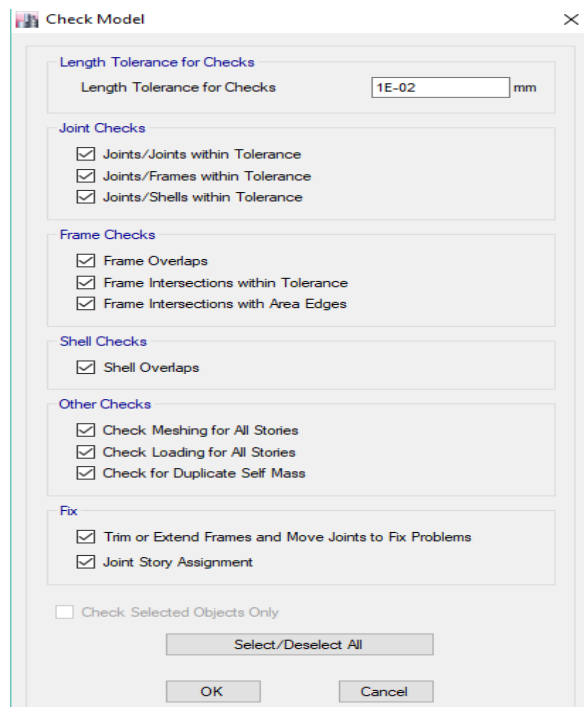 Check Model
Length Tolerance for Checks
Length Tolerance for Checks 1E-02 mm
Joint Checks
Joints/Joints within Tolerance
Joints/Frames within Tolerance
Joints/Shells within Tolerance
Frame Checks
Frame Overlaps
Frame Intersections within Tolerance
Frame Intersections with Area Edges
Shell Checks
Shell Overlaps
Other Checks
Check Meshing for All Stories
Check Loading for All Stories
Check for Duplicate Self Mass
Fix
Trim or Extend Frames and Move Joints to Fix Problems
Joint Story Assignment
Check Selected Objects Only
Select/Deselect All
OK Cancel